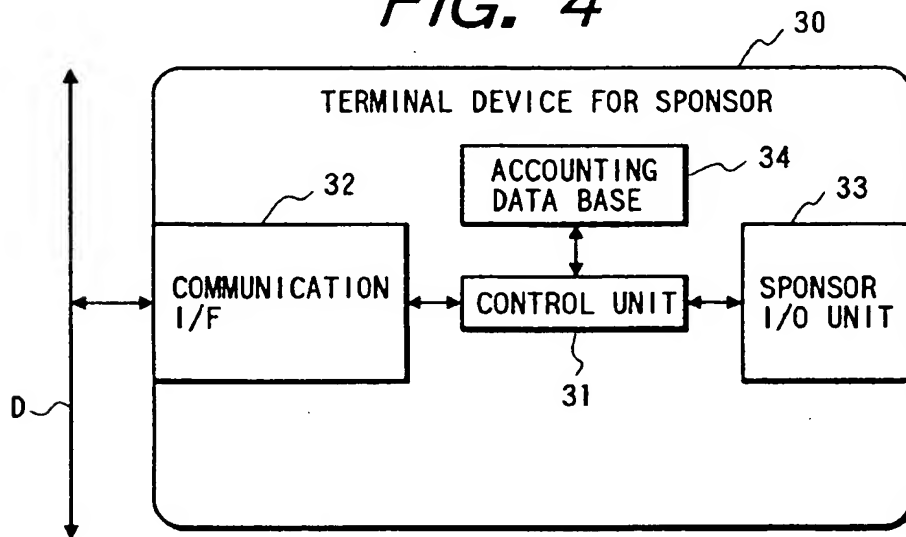 FIG. 4
30
TERMINAL DEVICE FOR SPONSOR
34
ACCOUNTING
DATA BASE
32
33
COMMUNICATION
I/F
CONTROL UNIT
SPONSOR
I/O UNIT
31
D